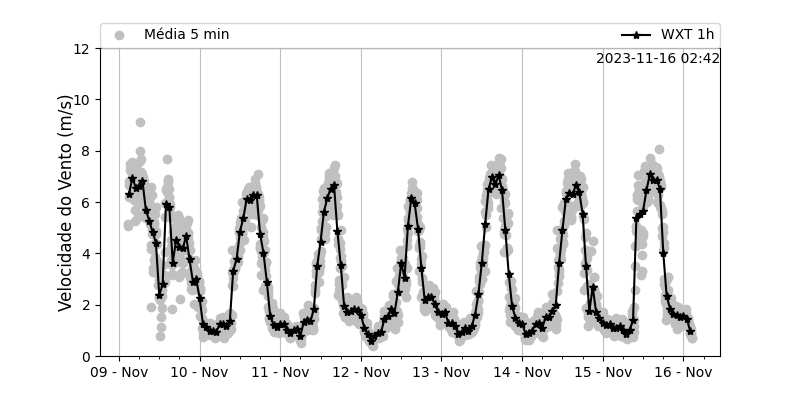 Média 5 min
WXT 1h
2023-11-16 02:42
Velocidade do Vento (m/s)
12
10
8
6
4
2
0
09 - Nov
10 - Nov
11 - Nov
12 - Nov
13 - Nov
14 - Nov
15 - Nov
16 - Nov